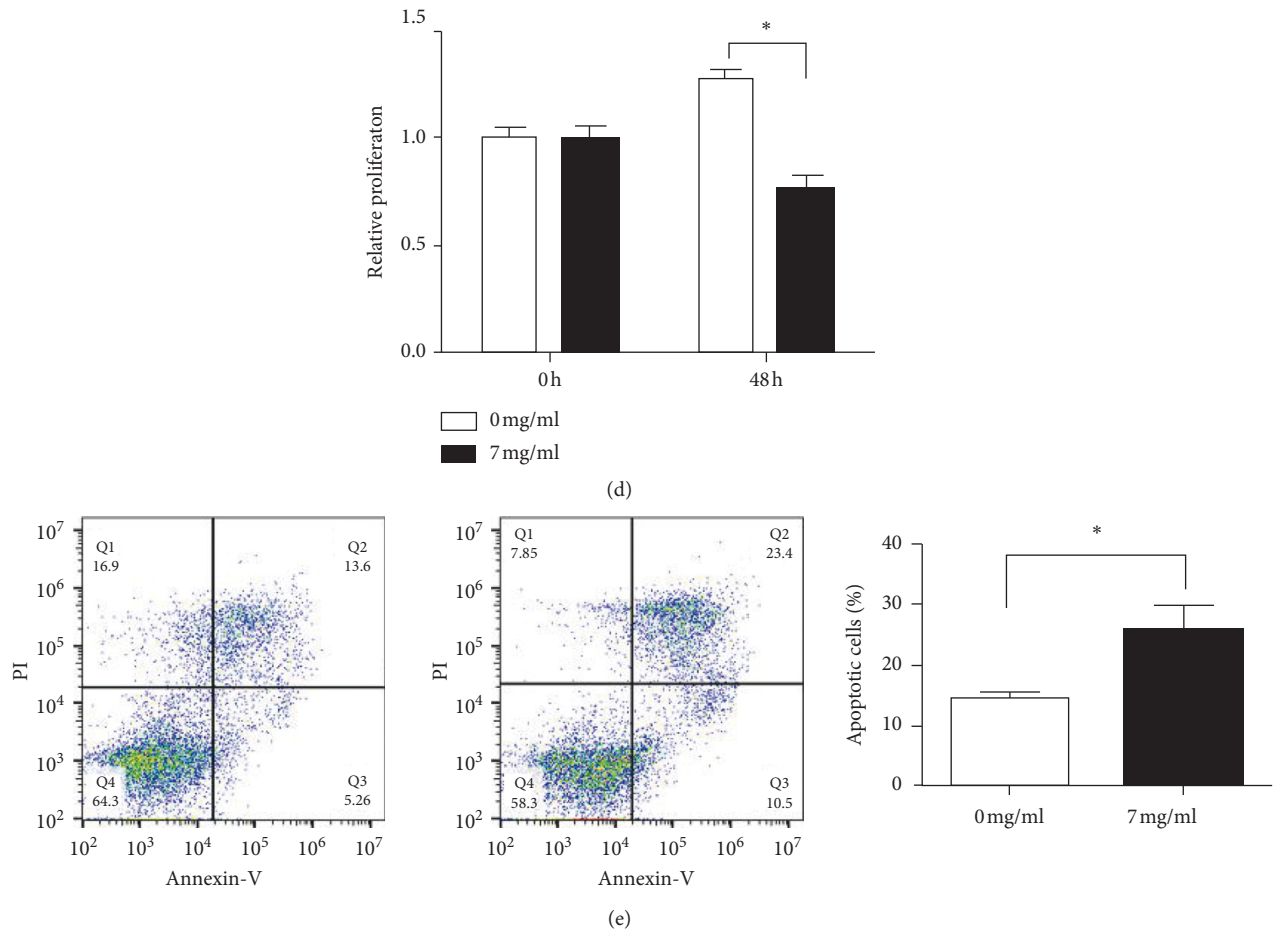 1.5
1.0
0.5
0.0
Relative proliferaton
*
0 h
48 h
0 mg/ml
7 mg/ml
(d)
10^7
10^6
10^5
10^4
10^3
10^2
PI
Q1
16.9
Q2
13.6
Q4
64.3
Q3
5.26
10^2 10^3 10^4 10^5 10^6 10^7
Annexin-V
10^7
10^6
10^5
10^4
10^3
10^2
PI
Q1
7.85
Q2
23.4
Q4
58.3
Q3
10.5
10^2 10^3 10^4 10^5 10^6 10^7
Annexin-V
40
30
20
10
0
Apoptotic cells (%)
*
0 mg/ml
7 mg/ml
(e)